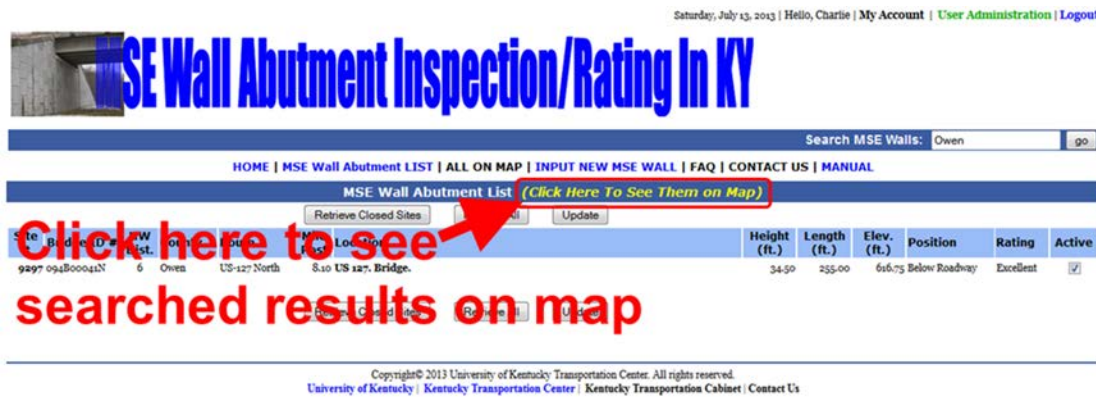 Saturday, July 13, 2013 | Hello, Charlie | My Account | User Administration | Logout
MSE Wall Abutment Inspection/Rating In KY
Search MSE Walls: Owen go
HOME | MSE Wall Abutment LIST | ALL ON MAP | INPUT NEW MSE WALL | FAQ | CONTACT US | MANUAL
MSE Wall Abutment List (Click Here To See Them on Map)
Retrieve Closed Sites Update
Click here to see
searched results on map
Height (ft.) Length (ft.) Elev. (ft.) Position Rating Active
9297 094B00041N 6 Owen US-127 North 8.10 US 127. Bridge. 34.50 255.00 616.75 Below Roadway Excellent
Retrieve Closed Sites Retrieve All Update
Copyright© 2013 University of Kentucky Transportation Center. All rights reserved.
University of Kentucky | Kentucky Transportation Center | Kentucky Transportation Cabinet | Contact Us